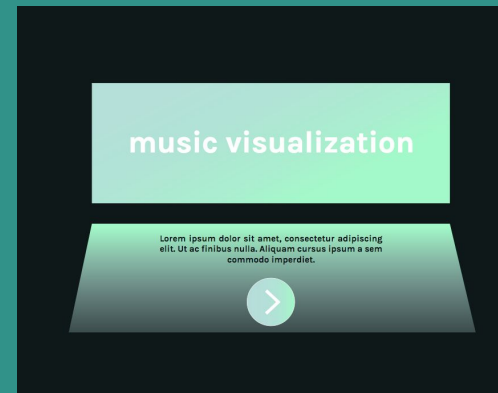 music visualization
Lorem ipsum dolor sit amet, consectetur adipiscing
elit. Ut ac finibus nulla. Aliquam cursus ipsum a sem
commodo imperdiet.